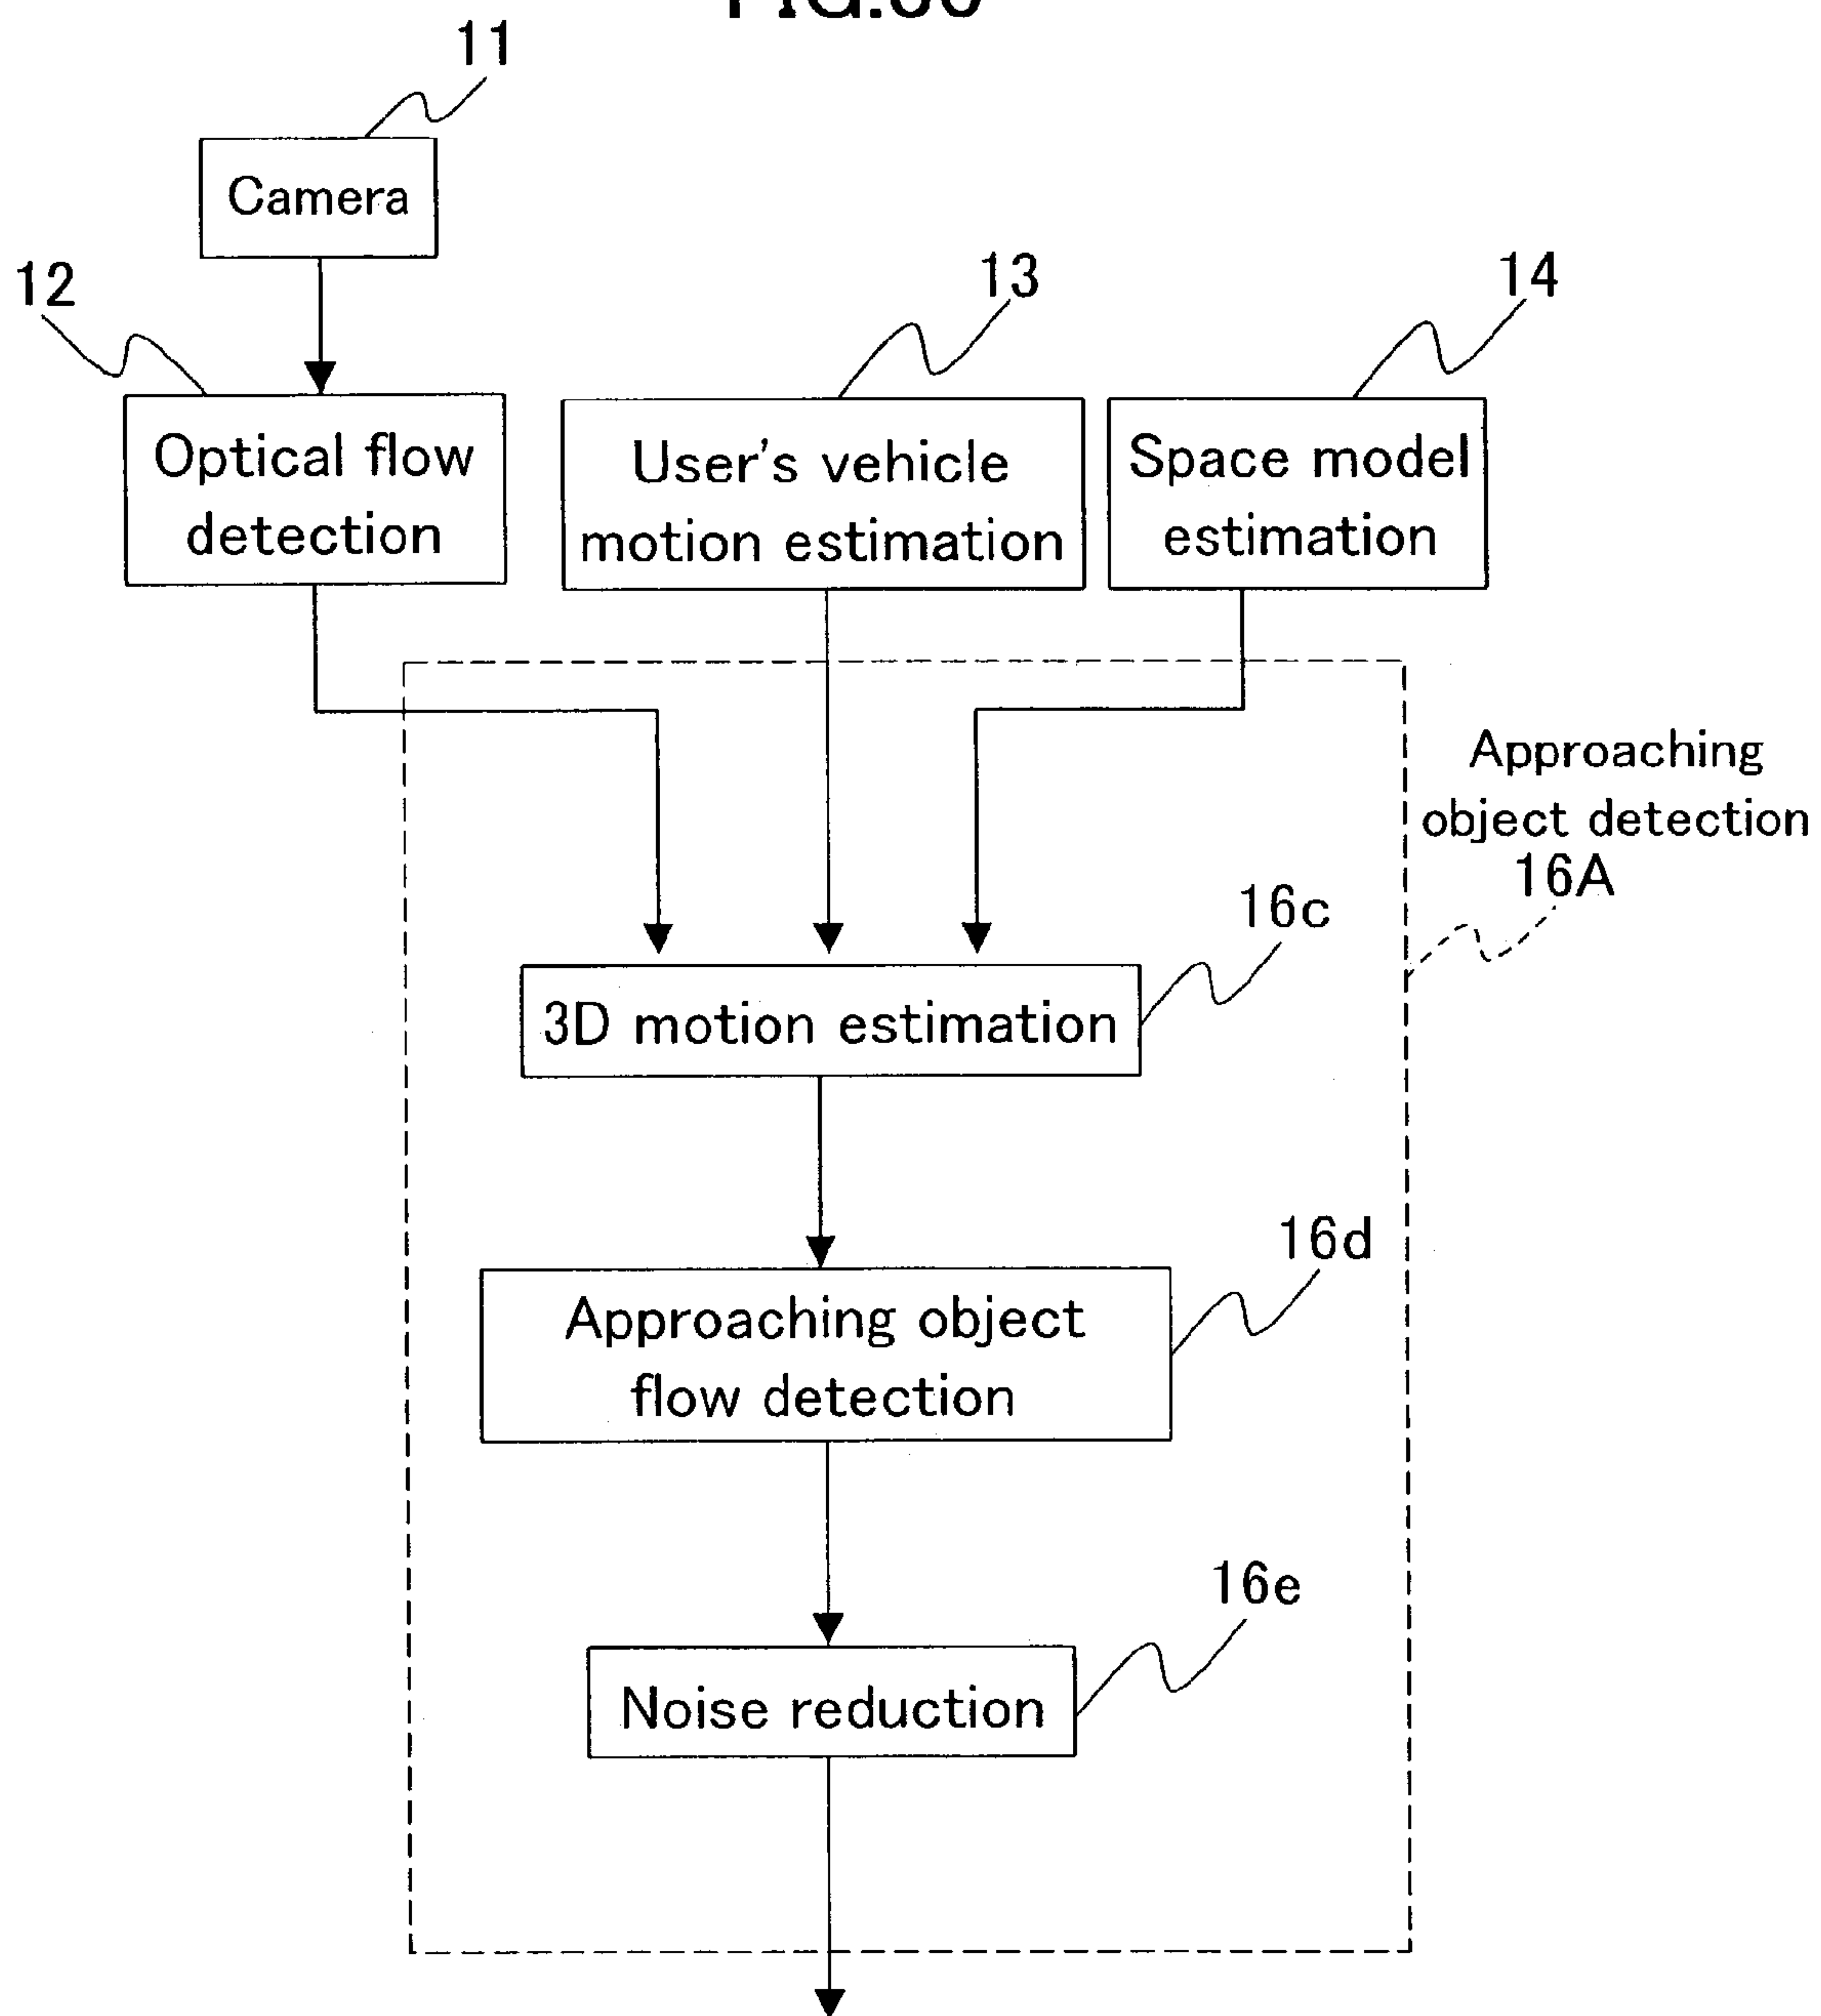 11
Camera
12
13
14
Optical flow
detection
User's vehicle
motion estimation
Space model
estimation
Approaching
object detection
16A
16c
3D motion estimation
16d
Approaching object
flow detection
16e
Noise reduction